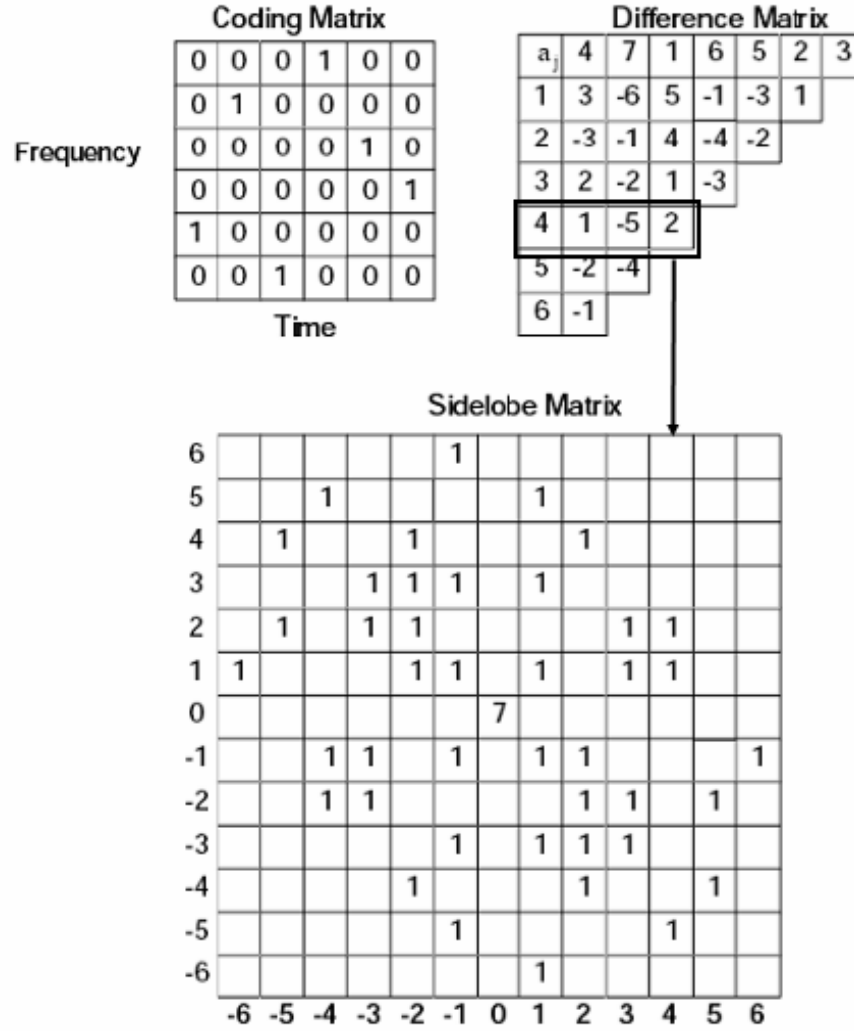 Coding Matrix
0 0 0 1 0 0
0 1 0 0 0 0
0 0 0 0 1 0
0 0 0 0 0 1
1 0 0 0 0 0
0 0 1 0 0 0
Frequency
Time
Difference Matrix
aj 4 7 1 6 5 2 3
1 3 -6 5 -1 -3 1
2 -3 -1 4 -4 -2
3 2 -2 1 -3
4 1 -5 2
5 -2 -4
6 -1
Sidelobe Matrix
6 1
5 1 1
4 1 1 1
3 1 1 1 1
2 1 1 1 1 1
1 1 1 1 1 1 1
0 7
-1 1 1 1 1 1 1
-2 1 1 1 1 1
-3 1 1 1 1
-4 1 1 1
-5 1 1
-6 1
-6 -5 -4 -3 -2 -1 0 1 2 3 4 5 6